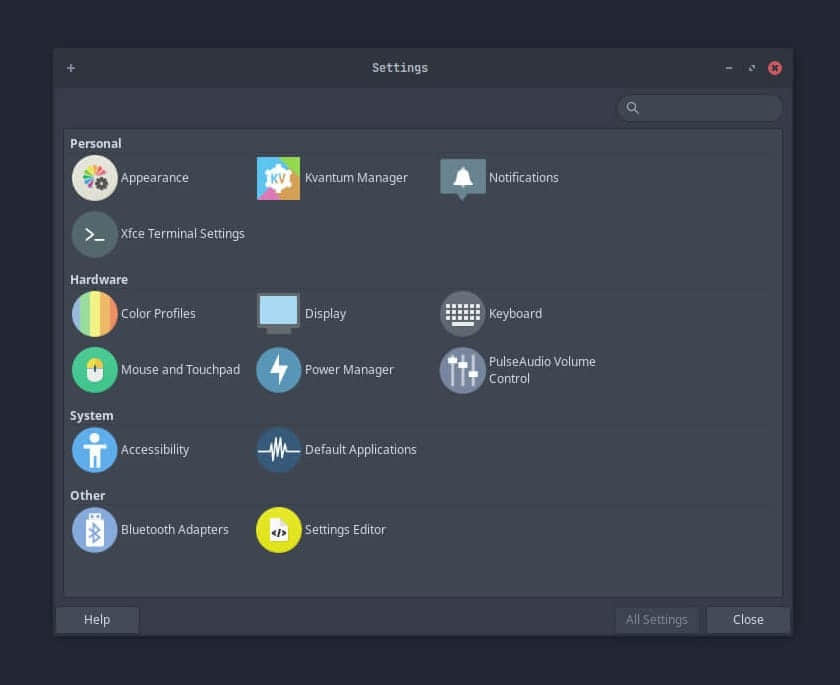 Settings
Personal
Appearance
KV
Kvantum Manager
Notifications
Xfce Terminal Settings
Hardware
Color Profiles
Display
Keyboard
Mouse and Touchpad
Power Manager
PulseAudio Volume
Control
System
Accessibility
Default Applications
Other
Bluetooth Adapters
Settings Editor
Help
All Settings
Close